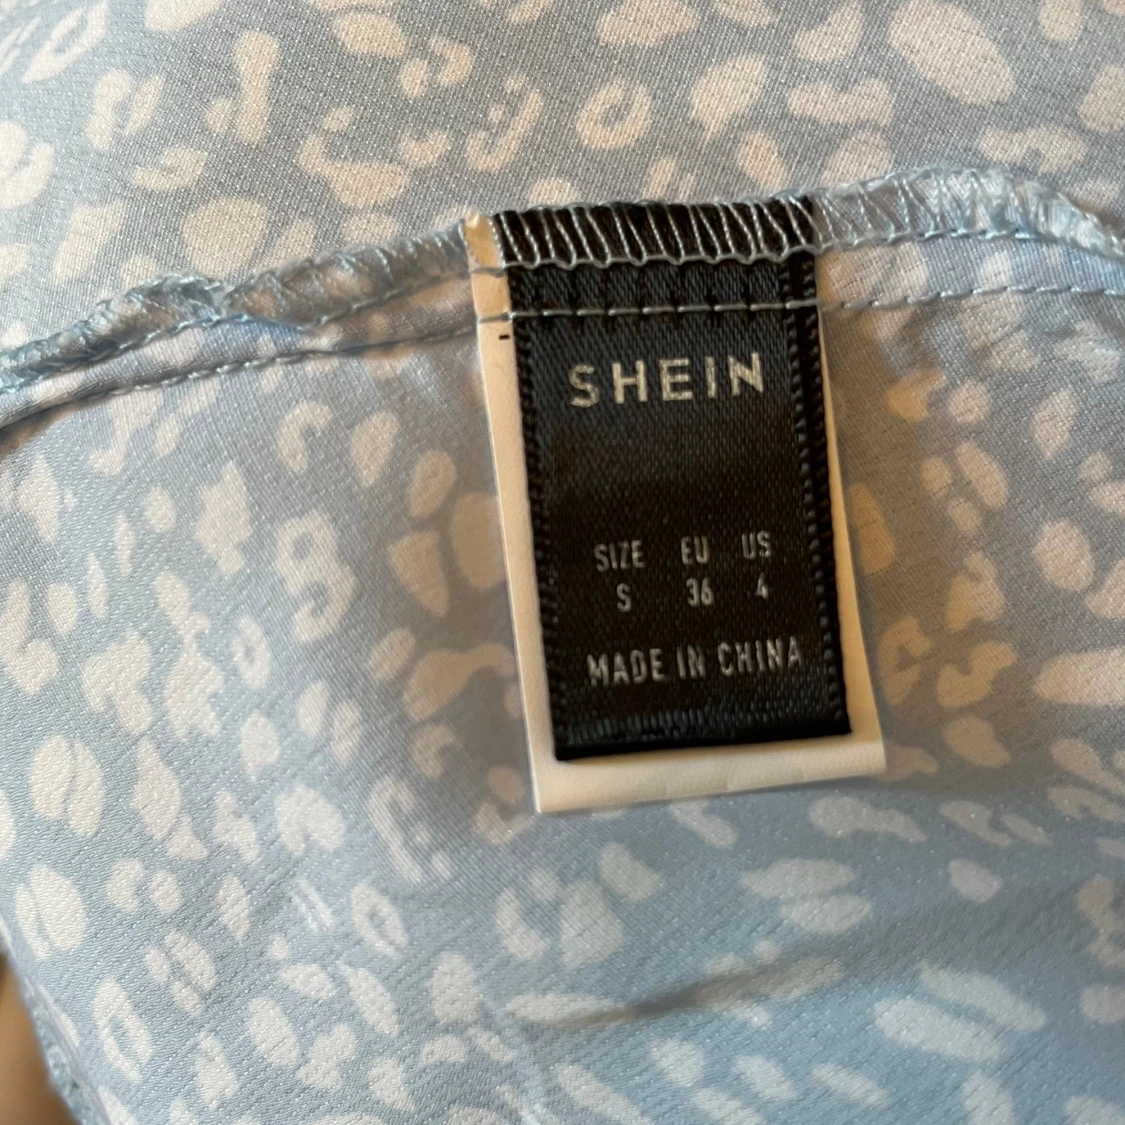 SHEIN
SIZE EU US
S 36 4
MADE IN CHINA